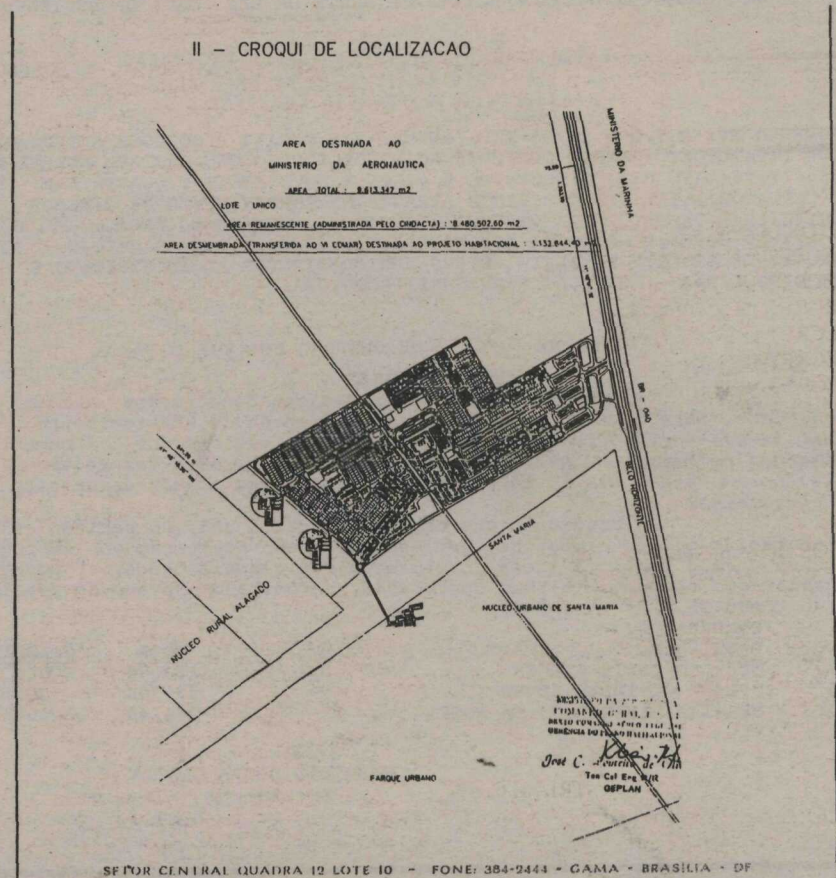 II - CROQUI DE LOCALIZACAO
AREA DESTINADA AO
MINISTERIO DA AERONAUTICA
AREA TOTAL : 9.613.347 m2
LOTE UNICO
AREA REMANESCENTE (ADMINISTRADA PELO CINDACTA) : 8 480 502,60 m2
AREA DESMEMBRADA (TRANSFERIDA AO VI COMAR) DESTINADA AO PROJETO HABITACIONAL : 1.132.844,40 m2
MINISTERIO DA MARINHA
BR - 040
BELO HORIZONTE
SANTA MARIA
NUCLEO RURAL ALAGADO
NUCLEO URBANO DE SANTA MARIA
PARQUE URBANO
José C.
Ten Cel Eng R/R
GEPLAN
SETOR CENTRAL QUADRA 12 LOTE 10 - FONE: 384-2444 - GAMA - BRASÍLIA - DF